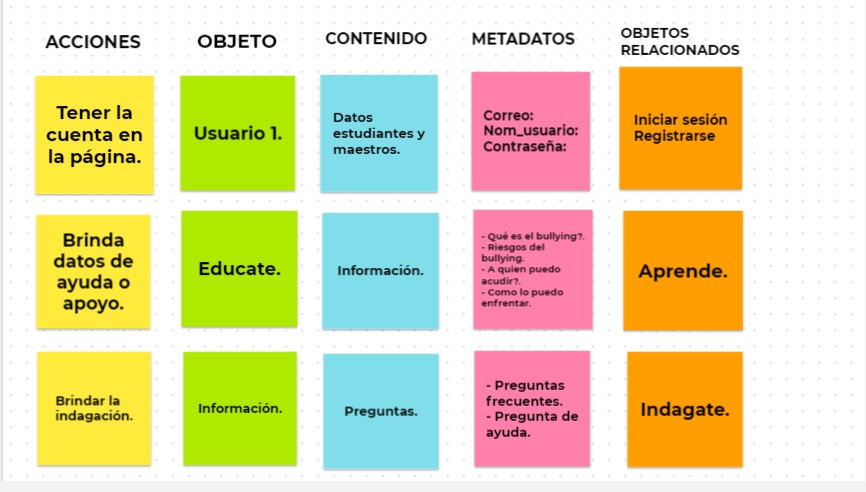 ACCIONES
OBJETO
CONTENIDO
METADATOS
OBJETOS
RELACIONADOS
Tener la
cuenta en
la página.
Usuario 1.
Datos
estudiantes y
maestros.
Correo:
Nom_usuario:
Contraseña:
Iniciar sesión
Registrarse
Brinda
datos de
ayuda o
apoyo.
Educate.
Información.
- Qué es el bullying?.
- Riesgos del
bullying.
- A quien puedo
acudir?.
- Como lo puedo
enfrentar.
Aprende.
Brindar la
indagación.
Información.
Preguntas.
- Preguntas
frecuentes.
- Pregunta de
ayuda.
Indagate.